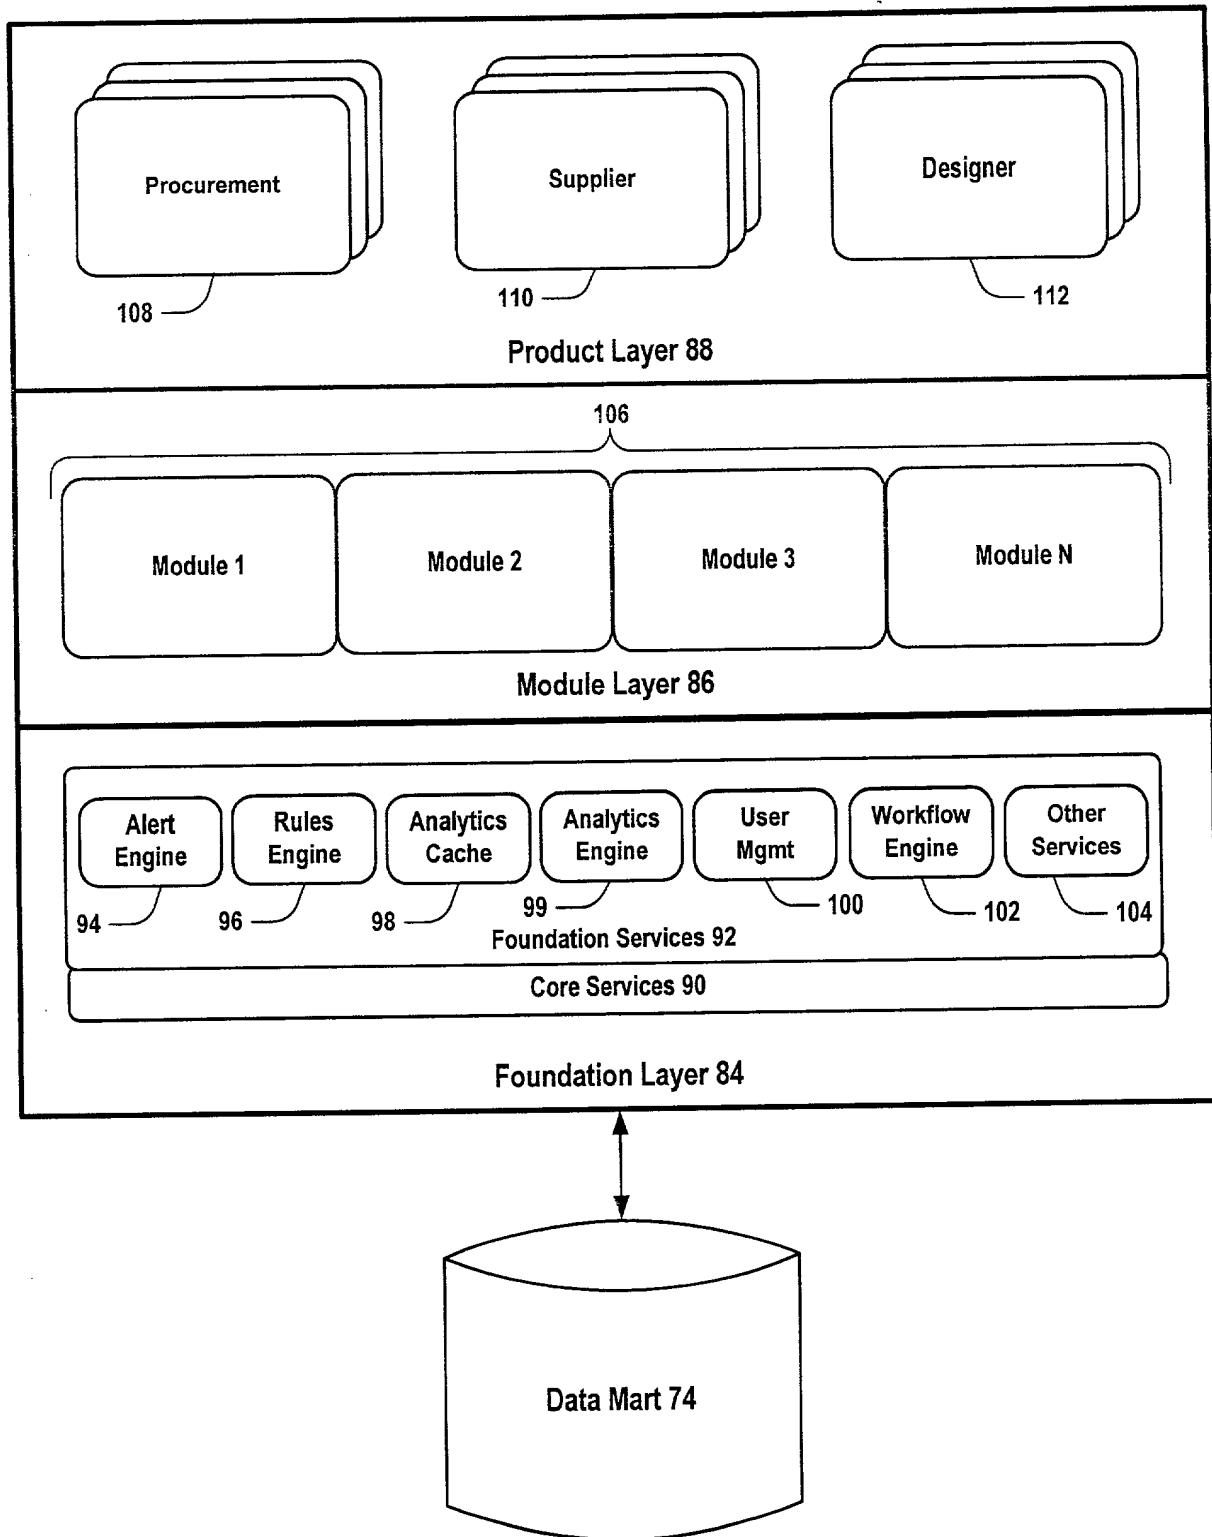 Procurement
Supplier
Designer
108
110
112
Product Layer 88
106
Module 1
Module 2
Module 3
Module N
Module Layer 86
Alert
Engine
Rules
Engine
Analytics
Cache
Analytics
Engine
User
Mgmt
Workflow
Engine
Other
Services
94
96
98
99
100
102
104
Foundation Services 92
Core Services 90
Foundation Layer 84
Data Mart 74